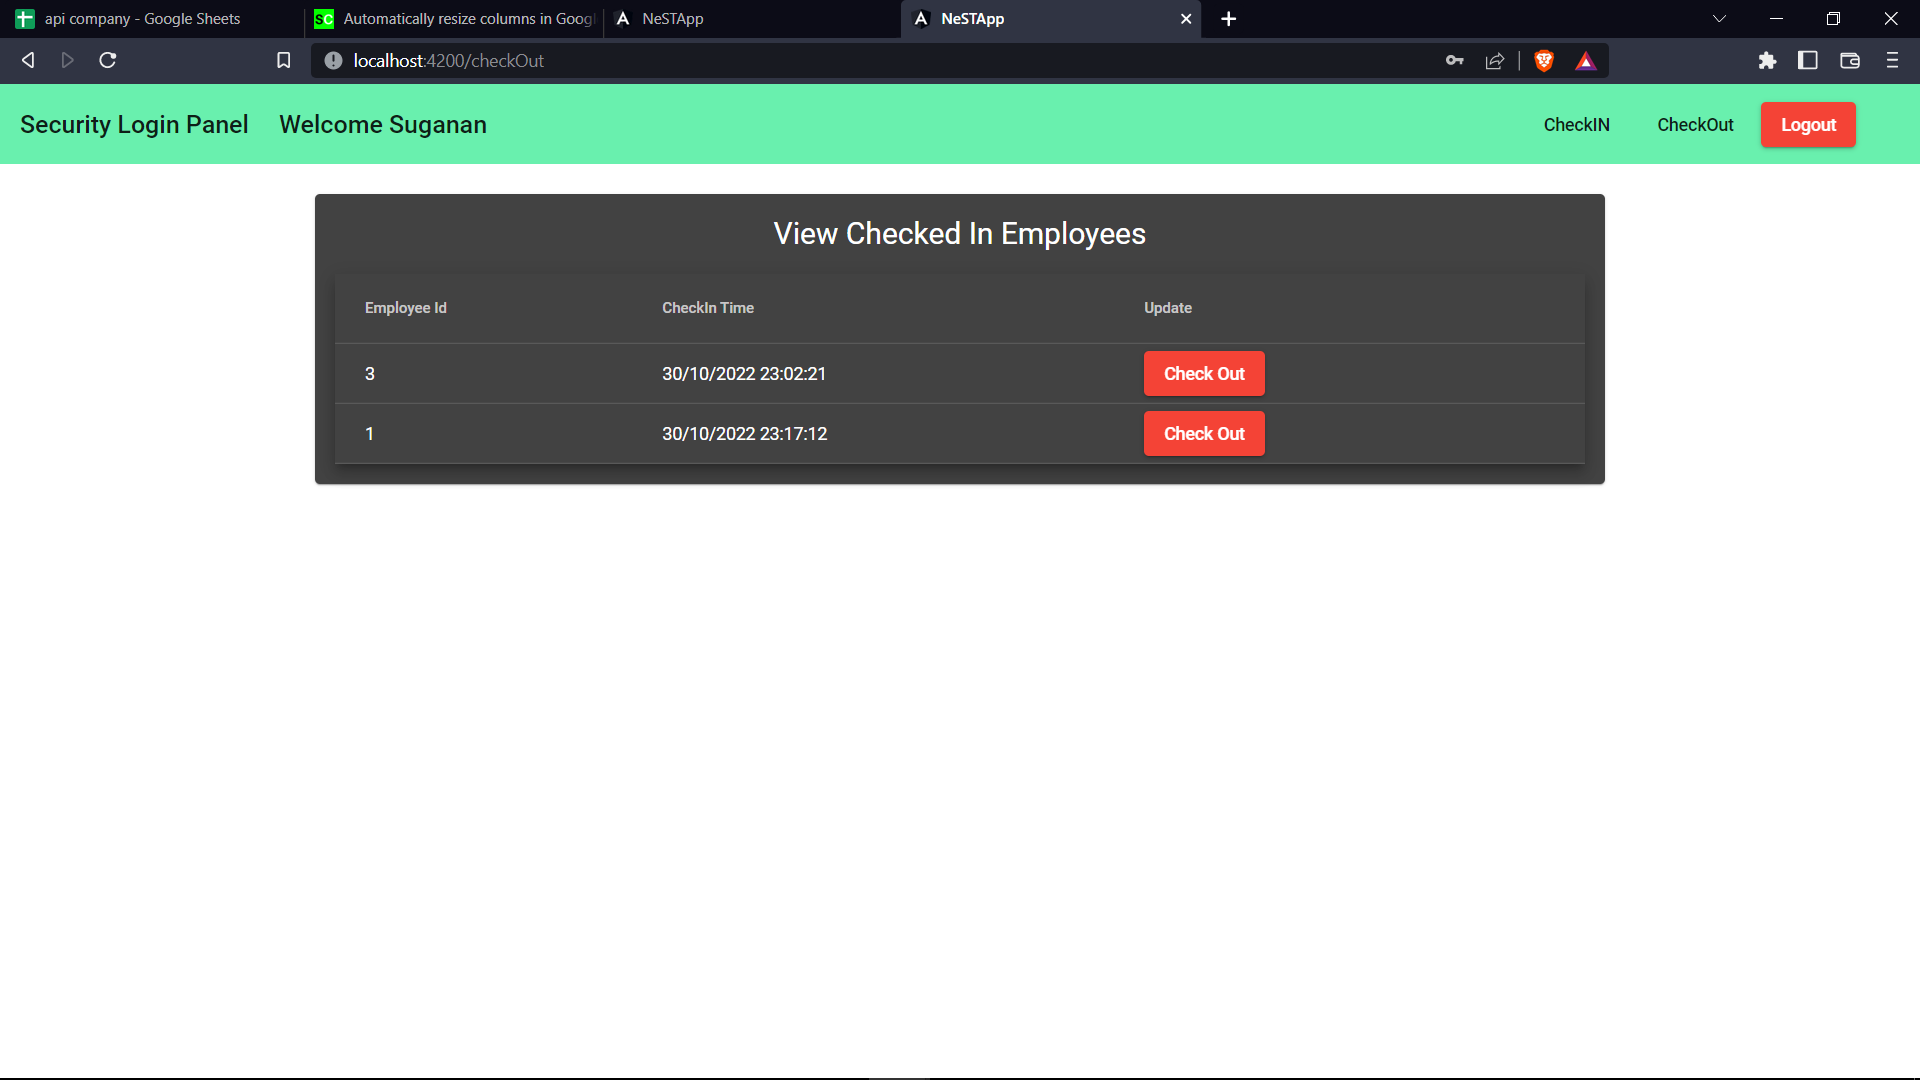 api company - Google Sheets
SC Automatically resize columns in Googl
NeSTApp
NeSTApp
localhost:4200/checkOut
Security Login Panel Welcome Suganan CheckIN CheckOut Logout
View Checked In Employees
Employee Id CheckIn Time Update
3 30/10/2022 23:02:21 Check Out
1 30/10/2022 23:17:12 Check Out